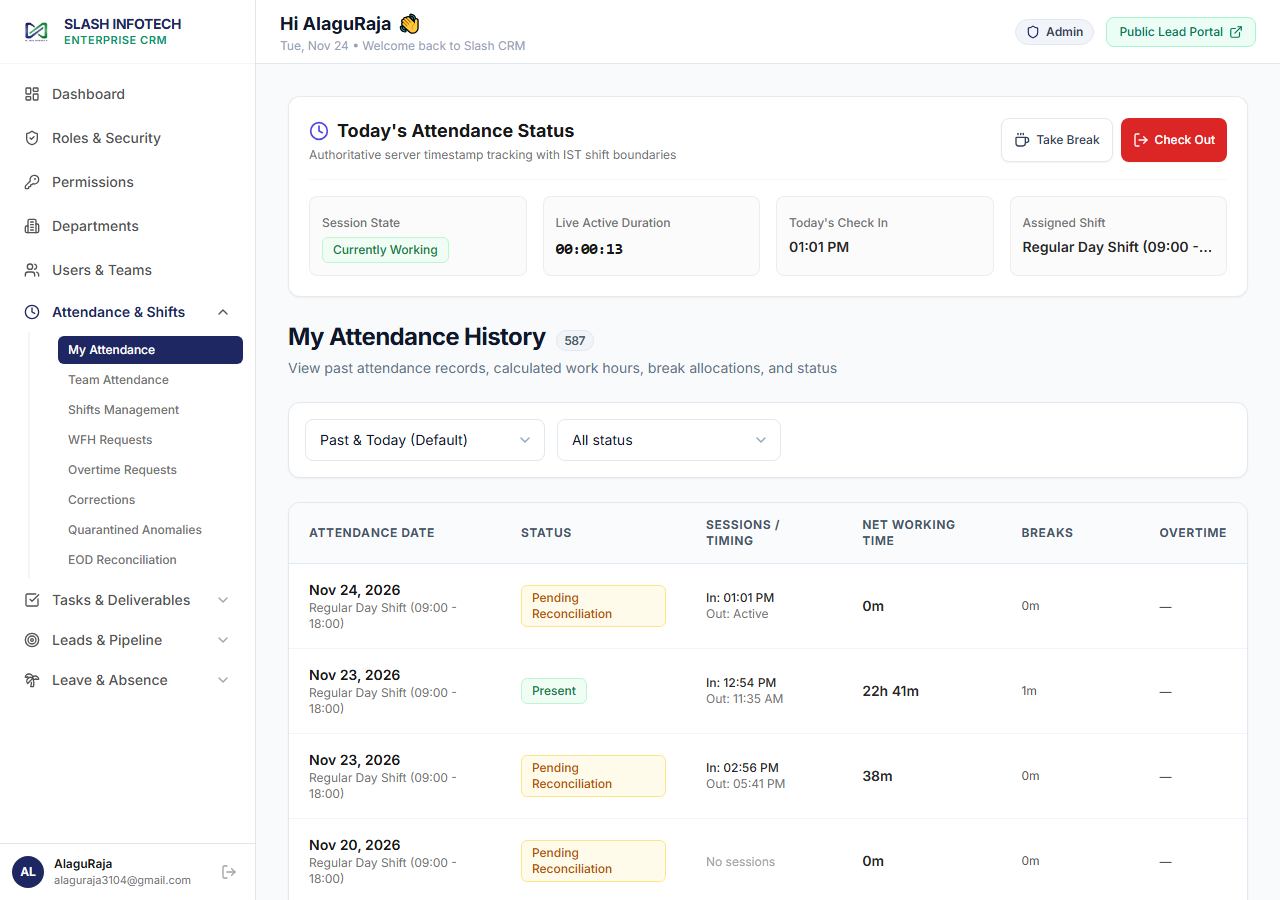 SLASH INFOTECH
ENTERPRISE CRM
Hi AlaguRaja 👋
Tue, Nov 24 • Welcome back to Slash CRM
Admin
Public Lead Portal
Dashboard
Roles & Security
Permissions
Departments
Users & Teams
Attendance & Shifts
My Attendance
Team Attendance
Shifts Management
WFH Requests
Overtime Requests
Corrections
Quarantined Anomalies
EOD Reconciliation
Tasks & Deliverables
Leads & Pipeline
Leave & Absence
AL
AlaguRaja
alaguraja3104@gmail.com
Today's Attendance Status
Authoritative server timestamp tracking with IST shift boundaries
Take Break
Check Out
Session State
Currently Working
Live Active Duration
00:00:13
Today's Check In
01:01 PM
Assigned Shift
Regular Day Shift (09:00 -...
My Attendance History 587
View past attendance records, calculated work hours, break allocations, and status
Past & Today (Default)
All status
ATTENDANCE DATE
STATUS
SESSIONS /
TIMING
NET WORKING
TIME
BREAKS
OVERTIME
Nov 24, 2026
Regular Day Shift (09:00 -
18:00)
Pending
Reconciliation
In: 01:01 PM
Out: Active
0m
0m
—
Nov 23, 2026
Regular Day Shift (09:00 -
18:00)
Present
In: 12:54 PM
Out: 11:35 AM
22h 41m
1m
—
Nov 23, 2026
Regular Day Shift (09:00 -
18:00)
Pending
Reconciliation
In: 02:56 PM
Out: 05:41 PM
38m
0m
—
Nov 20, 2026
Regular Day Shift (09:00 -
18:00)
Pending
Reconciliation
No sessions
0m
0m
—